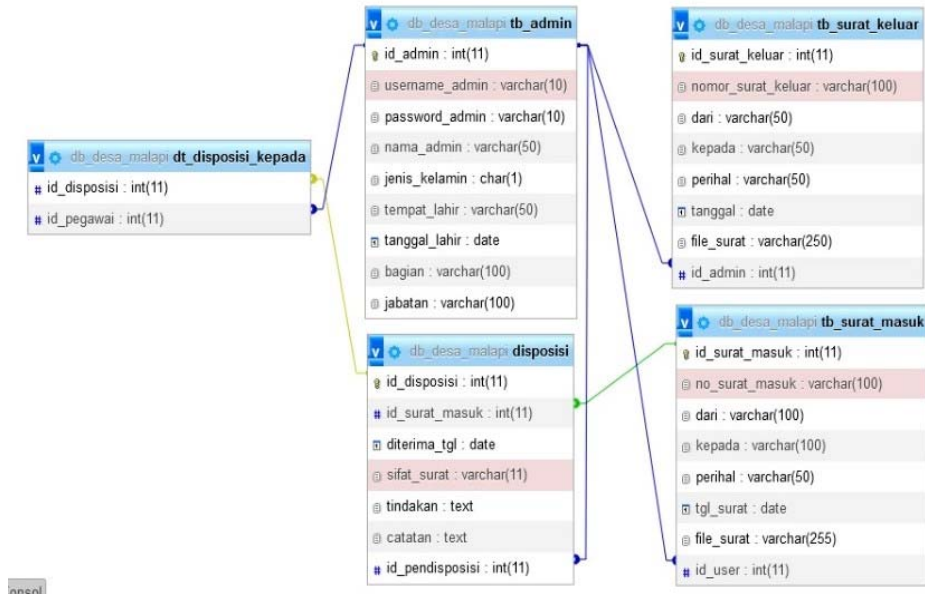 db_desa_malapi dt_disposisi_kepada
id_disposisi : int(11)
id_pegawai : int(11)
db_desa_malapi tb_admin
id_admin : int(11)
username_admin : varchar(10)
password_admin : varchar(10)
nama_admin : varchar(50)
jenis_kelamin : char(1)
tempat_lahir : varchar(50)
tanggal_lahir : date
bagian : varchar(100)
jabatan : varchar(100)
db_desa_malapi disposisi
id_disposisi : int(11)
id_surat_masuk : int(11)
diterima_tgl : date
sifat_surat : varchar(11)
tindakan : text
catatan : text
id_pendisposisi : int(11)
db_desa_malapi tb_surat_keluar
id_surat_keluar : int(11)
nomor_surat_keluar : varchar(100)
dari : varchar(50)
kepada : varchar(50)
perihal : varchar(50)
tanggal : date
file_surat : varchar(250)
id_admin : int(11)
db_desa_malapi tb_surat_masuk
id_surat_masuk : int(11)
no_surat_masuk : varchar(100)
dari : varchar(100)
kepada : varchar(100)
perihal : varchar(50)
tgl_surat : date
file_surat : varchar(255)
id_user : int(11)
onsol